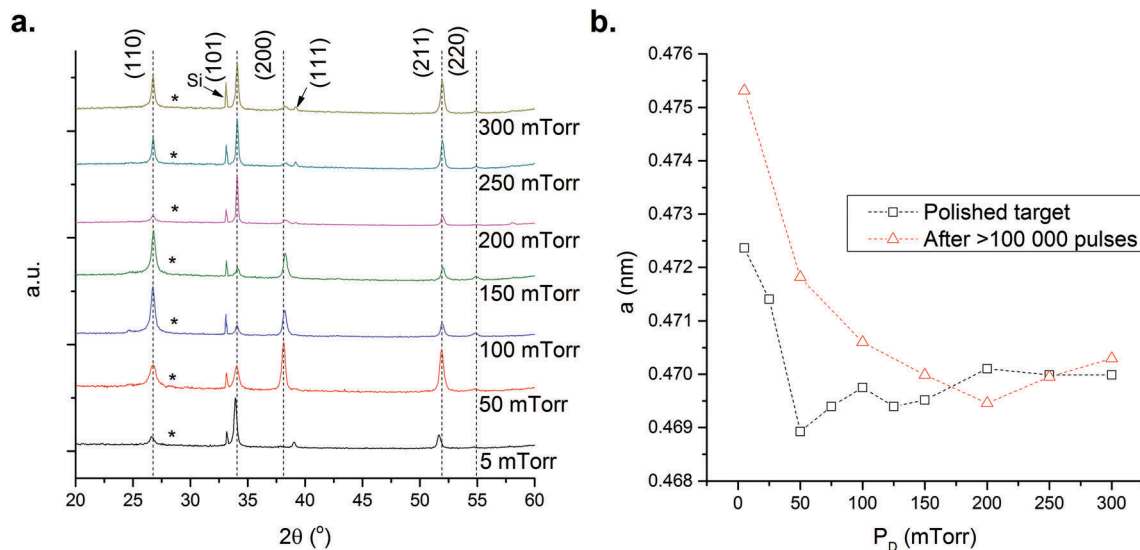 a.
(110)
(101)
(200)
(111)
(211)
(220)
Si
*
300 mTorr
*
250 mTorr
*
200 mTorr
*
150 mTorr
*
100 mTorr
*
50 mTorr
*
5 mTorr
a.u.
20 25 30 35 40 45 50 55 60
2θ (°)
b.
0.476
0.475
0.474
0.473
0.472
0.471
0.470
0.469
0.468
a (nm)
Polished target
After >100 000 pulses
0 50 100 150 200 250 300
P_D (mTorr)